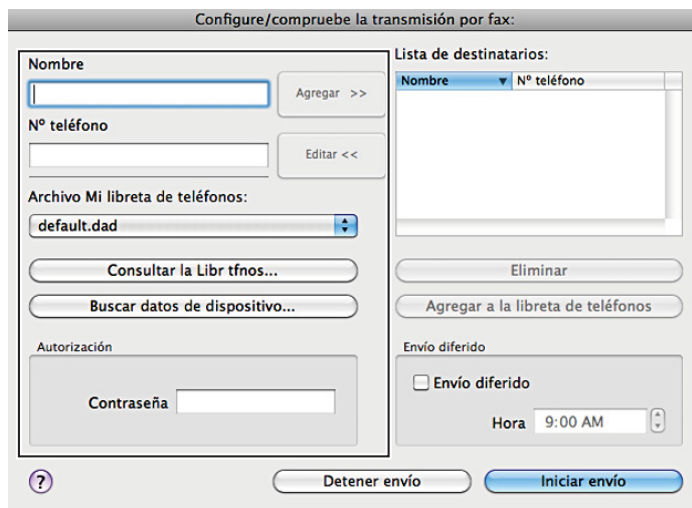 Configure/compruebe la transmisión por fax:
Nombre
Agregar >>
Nº teléfono
Editar <<
Archivo Mi libreta de teléfonos:
default.dad
Consultar la Libr tfnos...
Buscar datos de dispositivo...
Autorización
Contraseña
Lista de destinatarios:
Nombre Nº teléfono
Eliminar
Agregar a la libreta de teléfonos
Envío diferido
Envío diferido
Hora 9:00 AM
?
Detener envío
Iniciar envío